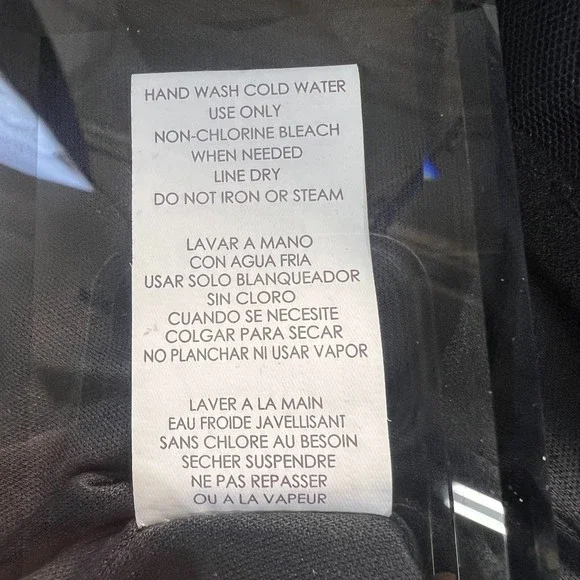 HAND WASH COLD WATER
USE ONLY
NON-CHLORINE BLEACH
WHEN NEEDED
LINE DRY
DO NOT IRON OR STEAM
LAVAR A MANO
CON AGUA FRIA
USAR SOLO BLANQUEADOR
SIN CLORO
CUANDO SE NECESITE
COLGAR PARA SECAR
NO PLANCHAR NI USAR VAPOR
LAVER A LA MAIN
EAU FROIDE JAVELLISANT
SANS CHLORE AU BESOIN
SECHER SUSPENDRE
NE PAS REPASSER
OU A LA VAPEUR